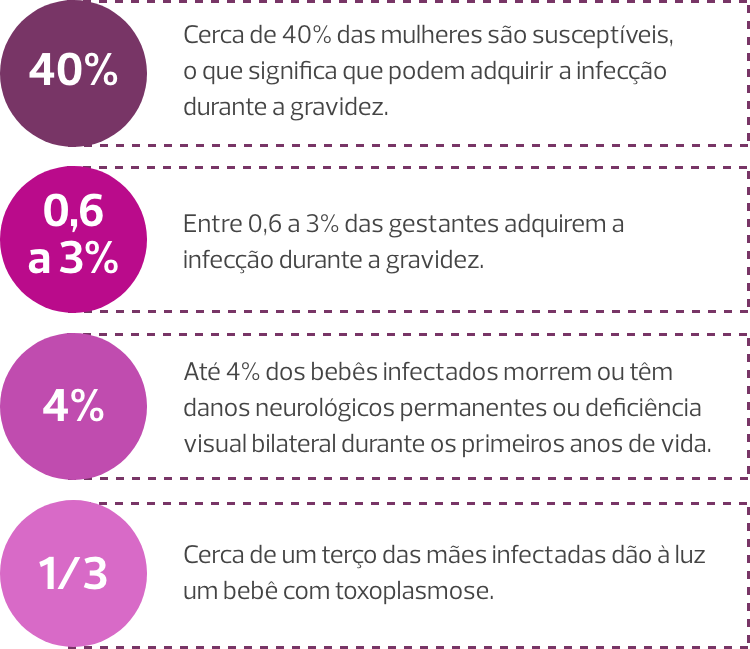 40%
Cerca de 40% das mulheres são susceptíveis,
o que significa que podem adquirir a infecção
durante a gravidez.
0,6
a 3%
Entre 0,6 a 3% das gestantes adquirem a
infecção durante a gravidez.
4%
Até 4% dos bebês infectados morrem ou têm
danos neurológicos permanentes ou deficiência
visual bilateral durante os primeiros anos de vida.
1/3
Cerca de um terço das mães infectadas dão à luz
um bebê com toxoplasmose.